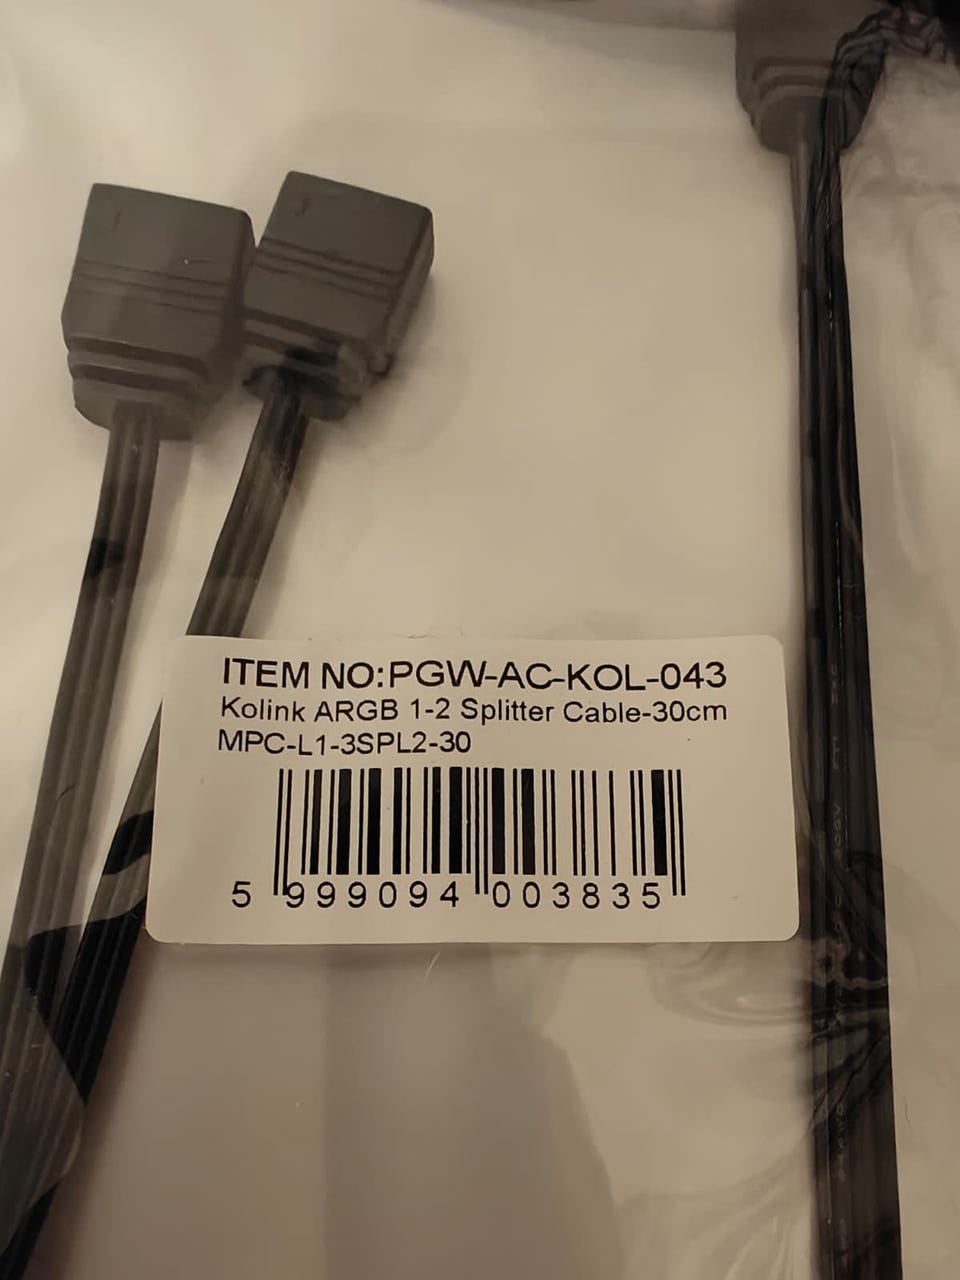 ITEM NO:PGW-AC-KOL-043
Kolink ARGB 1-2 Splitter Cable-30cm
MPC-L1-3SPL2-30
5 999094 003835